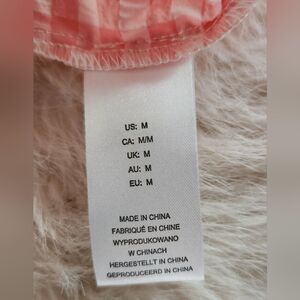 US: M
CA: M/M
UK: M
AU: M
EU: M
MADE IN CHINA
FABRIQUÉ EN CHINE
WYPRODUKOWANO
W CHINACH
HERGESTELLT IN CHINA
GEPRODUCEERD IN CHINA